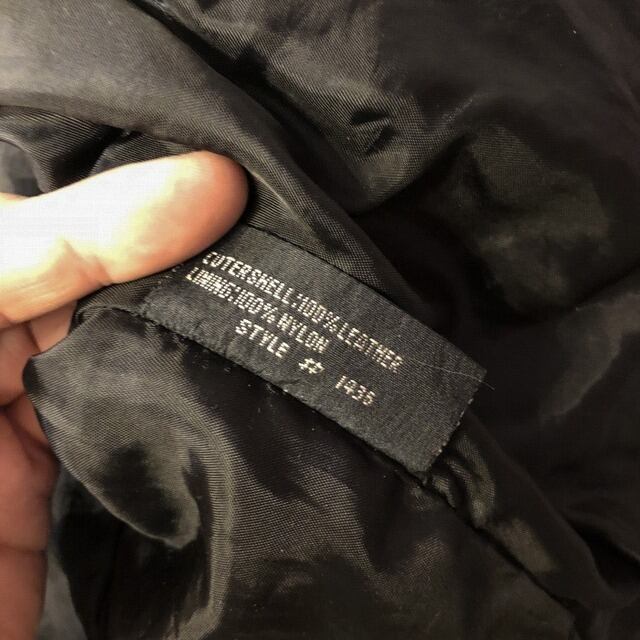 OUTERSHELL:100% LEATHER
LINING:100% NYLON
STYLE # 1435